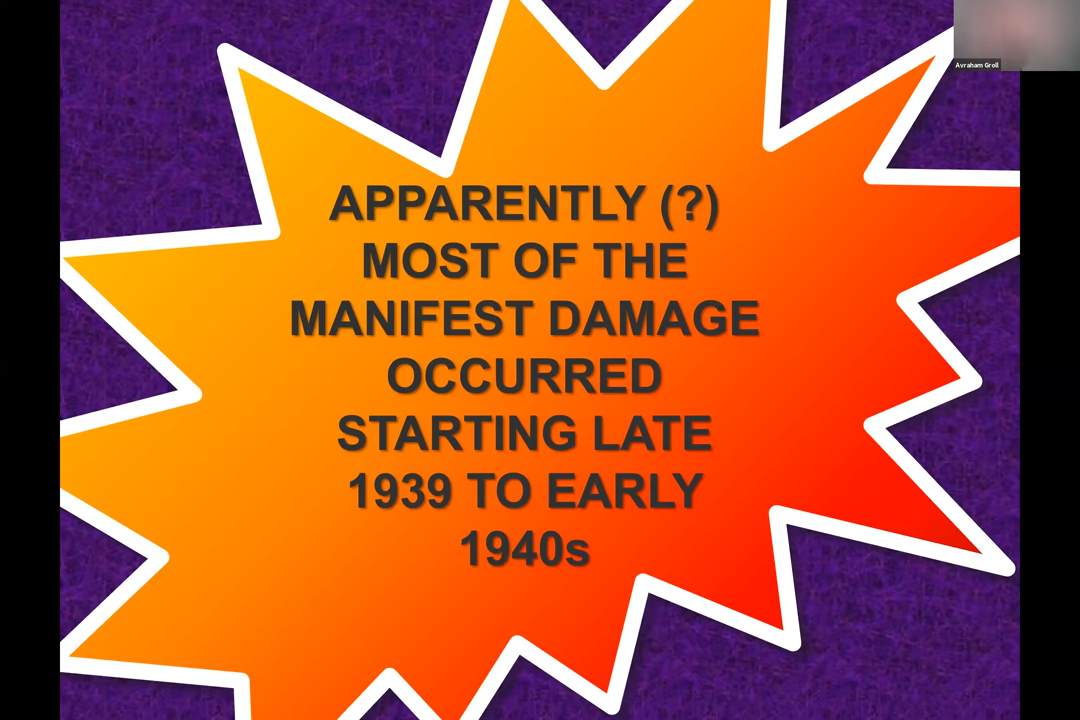 Avraham Groll
APPARENTLY (?)
MOST OF THE
MANIFEST DAMAGE
OCCURRED
STARTING LATE
1939 TO EARLY
1940s